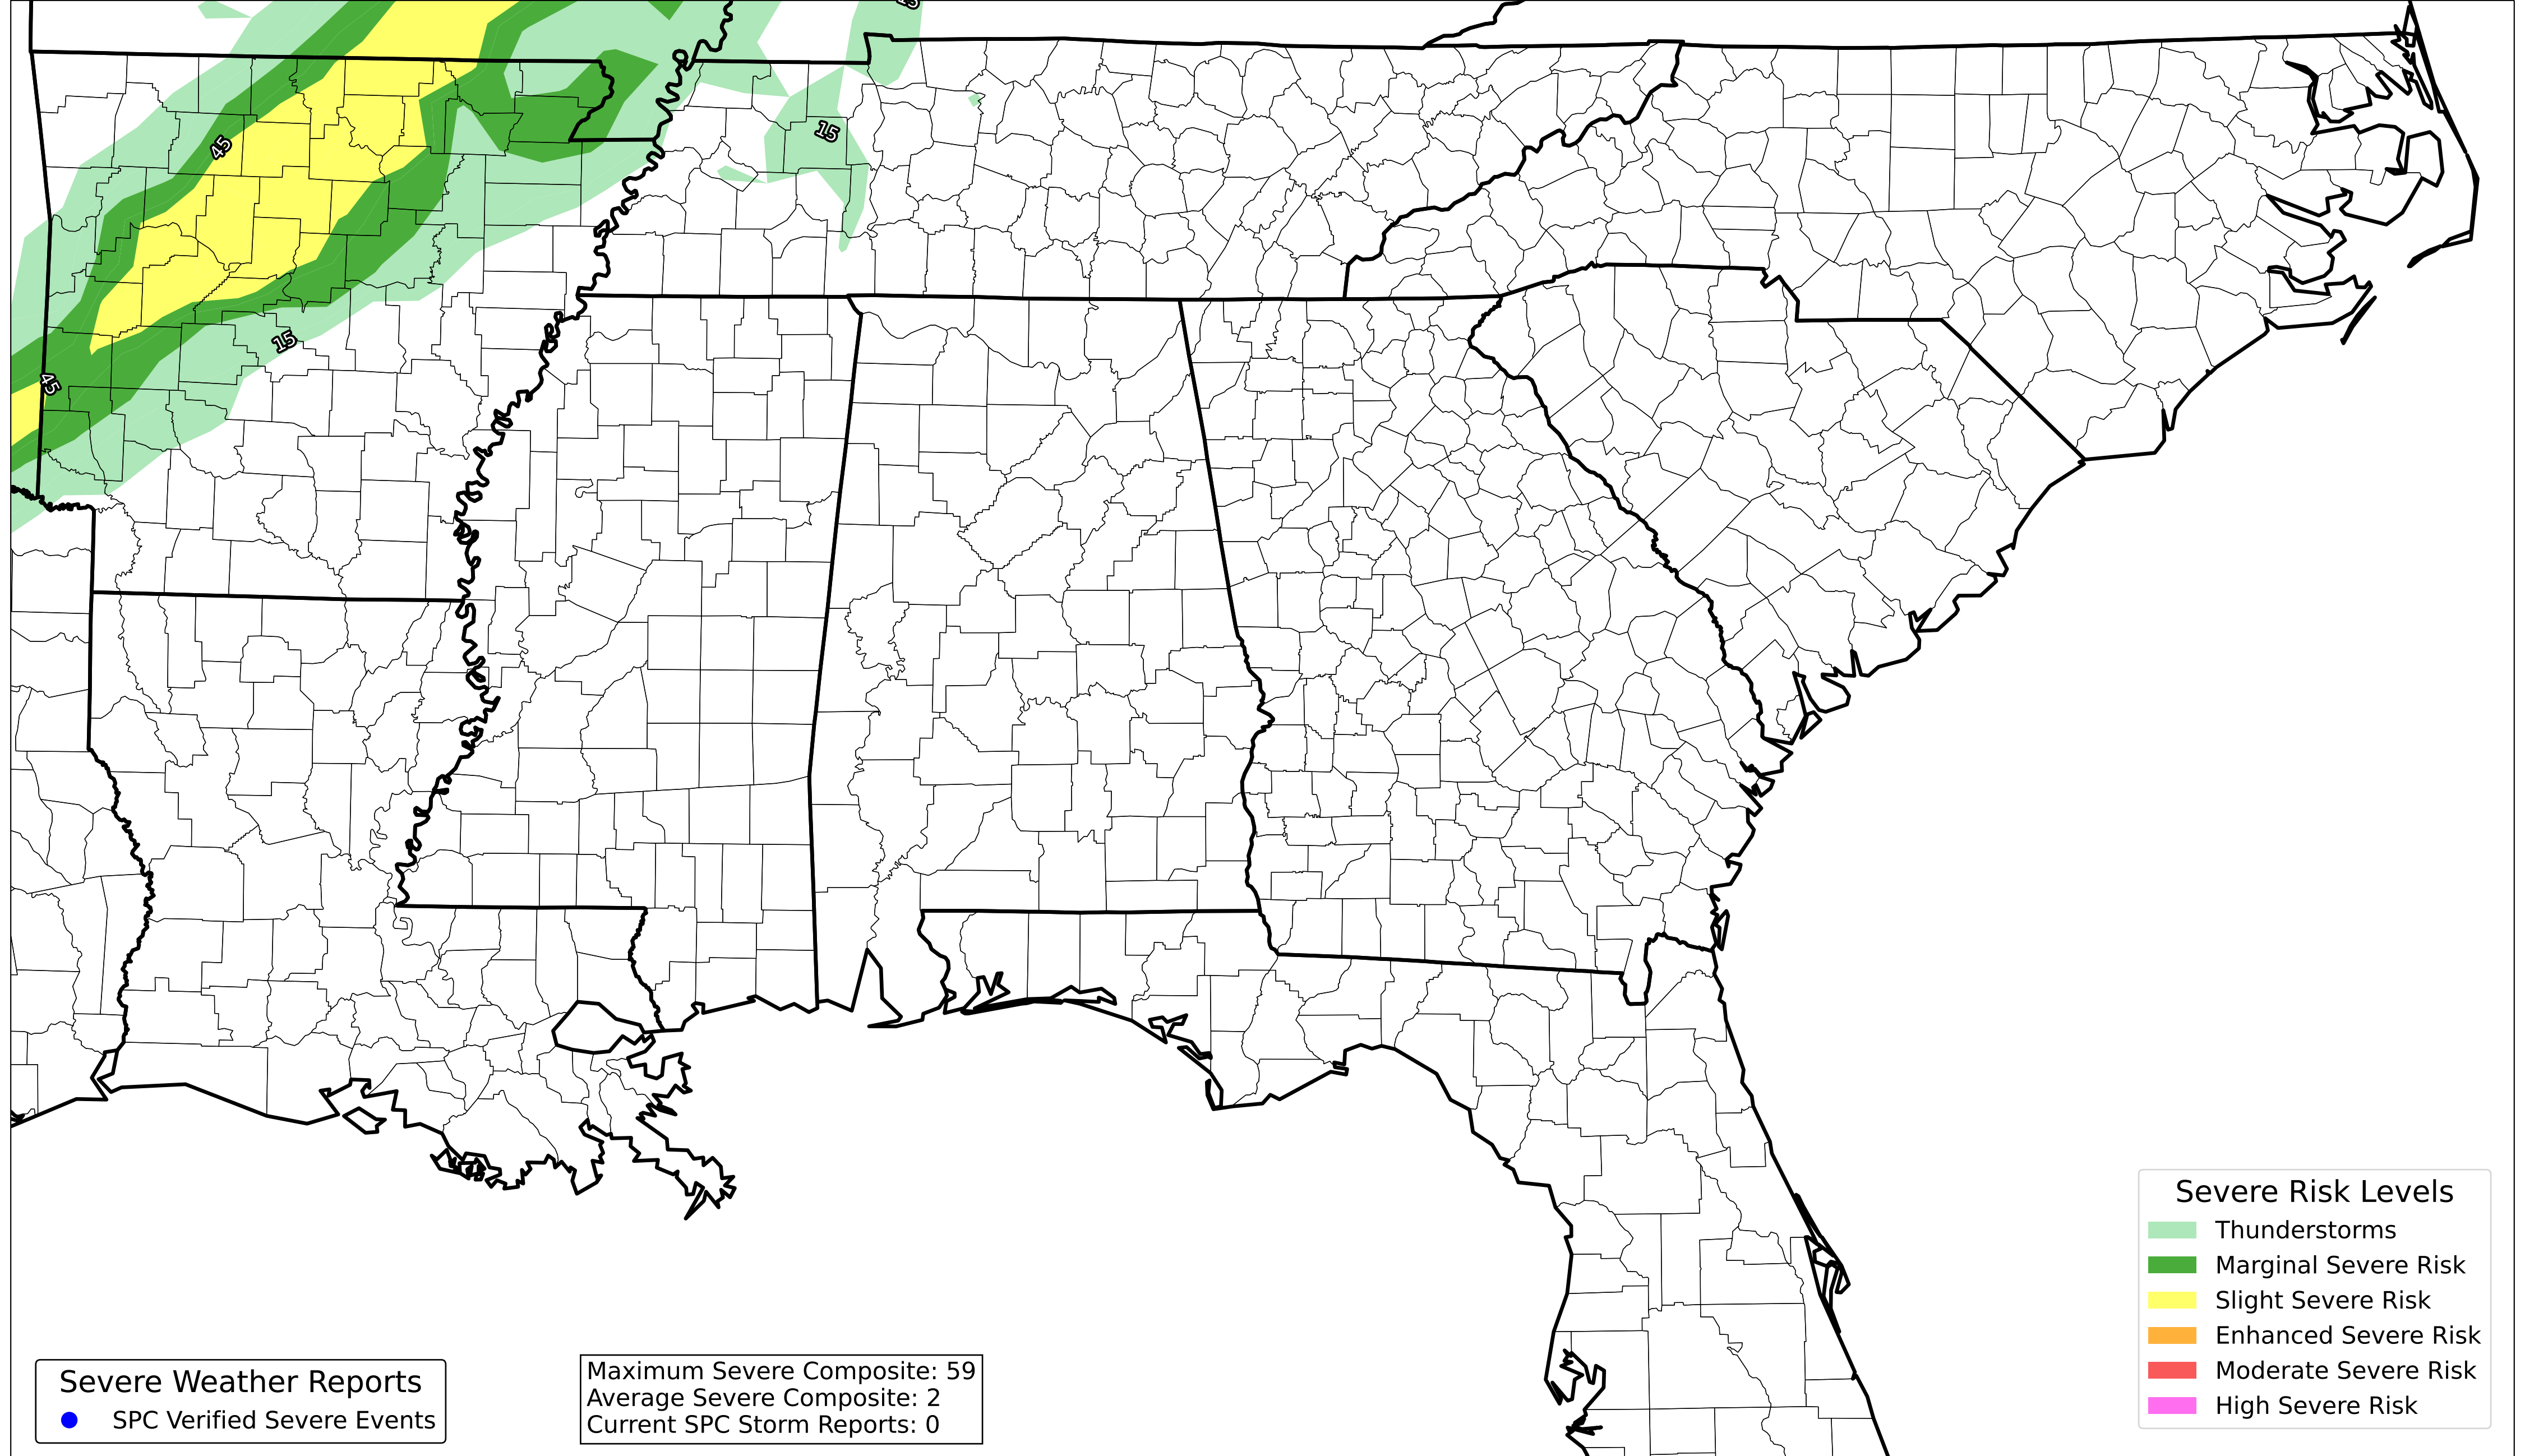 15
45
15
15
45
Severe Risk Levels
Thunderstorms
Marginal Severe Risk
Slight Severe Risk
Enhanced Severe Risk
Moderate Severe Risk
High Severe Risk
Severe Weather Reports
SPC Verified Severe Events
Maximum Severe Composite: 59
Average Severe Composite: 2
Current SPC Storm Reports: 0